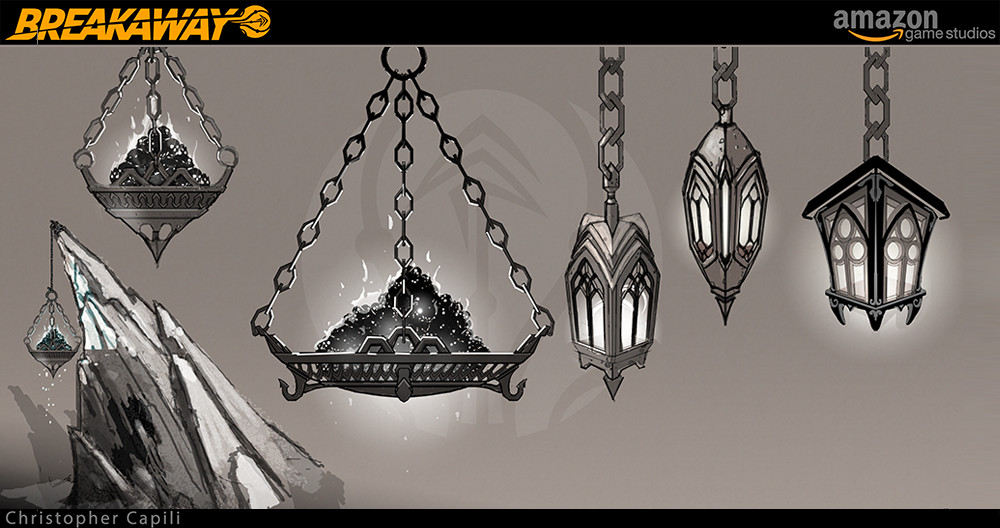 BREAKAWAY
amazon
game studios
Christopher Capili